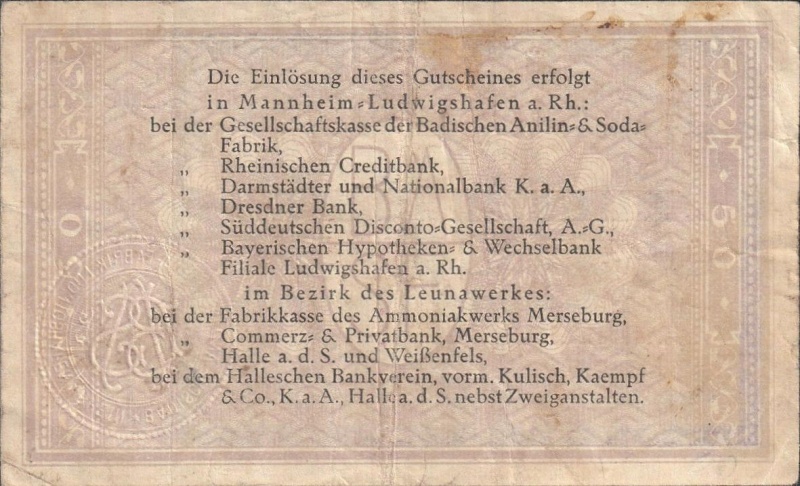 Die Einlösung dieses Gutscheines erfolgt
in Mannheim=Ludwigshafen a. Rh.:
bei der Gesellschaftskasse der Badischen Anilin= & Soda=
Fabrik,
„ Rheinischen Creditbank,
„ Darmstädter und Nationalbank K. a. A.,
„ Dresdner Bank,
„ Süddeutschen Disconto=Gesellschaft, A.=G.,
„ Bayerischen Hypotheken= & Wechselbank
Filiale Ludwigshafen a. Rh.
im Bezirk des Leunawerkes:
bei der Fabrikkasse des Ammoniakwerks Merseburg,
„ Commerz= & Privatbank, Merseburg,
Halle a. d. S. und Weißenfels,
bei dem Halleschen Bankverein, vorm. Kulisch, Kaempf
& Co., K. a. A., Halle a. d. S. nebst Zweiganstalten.